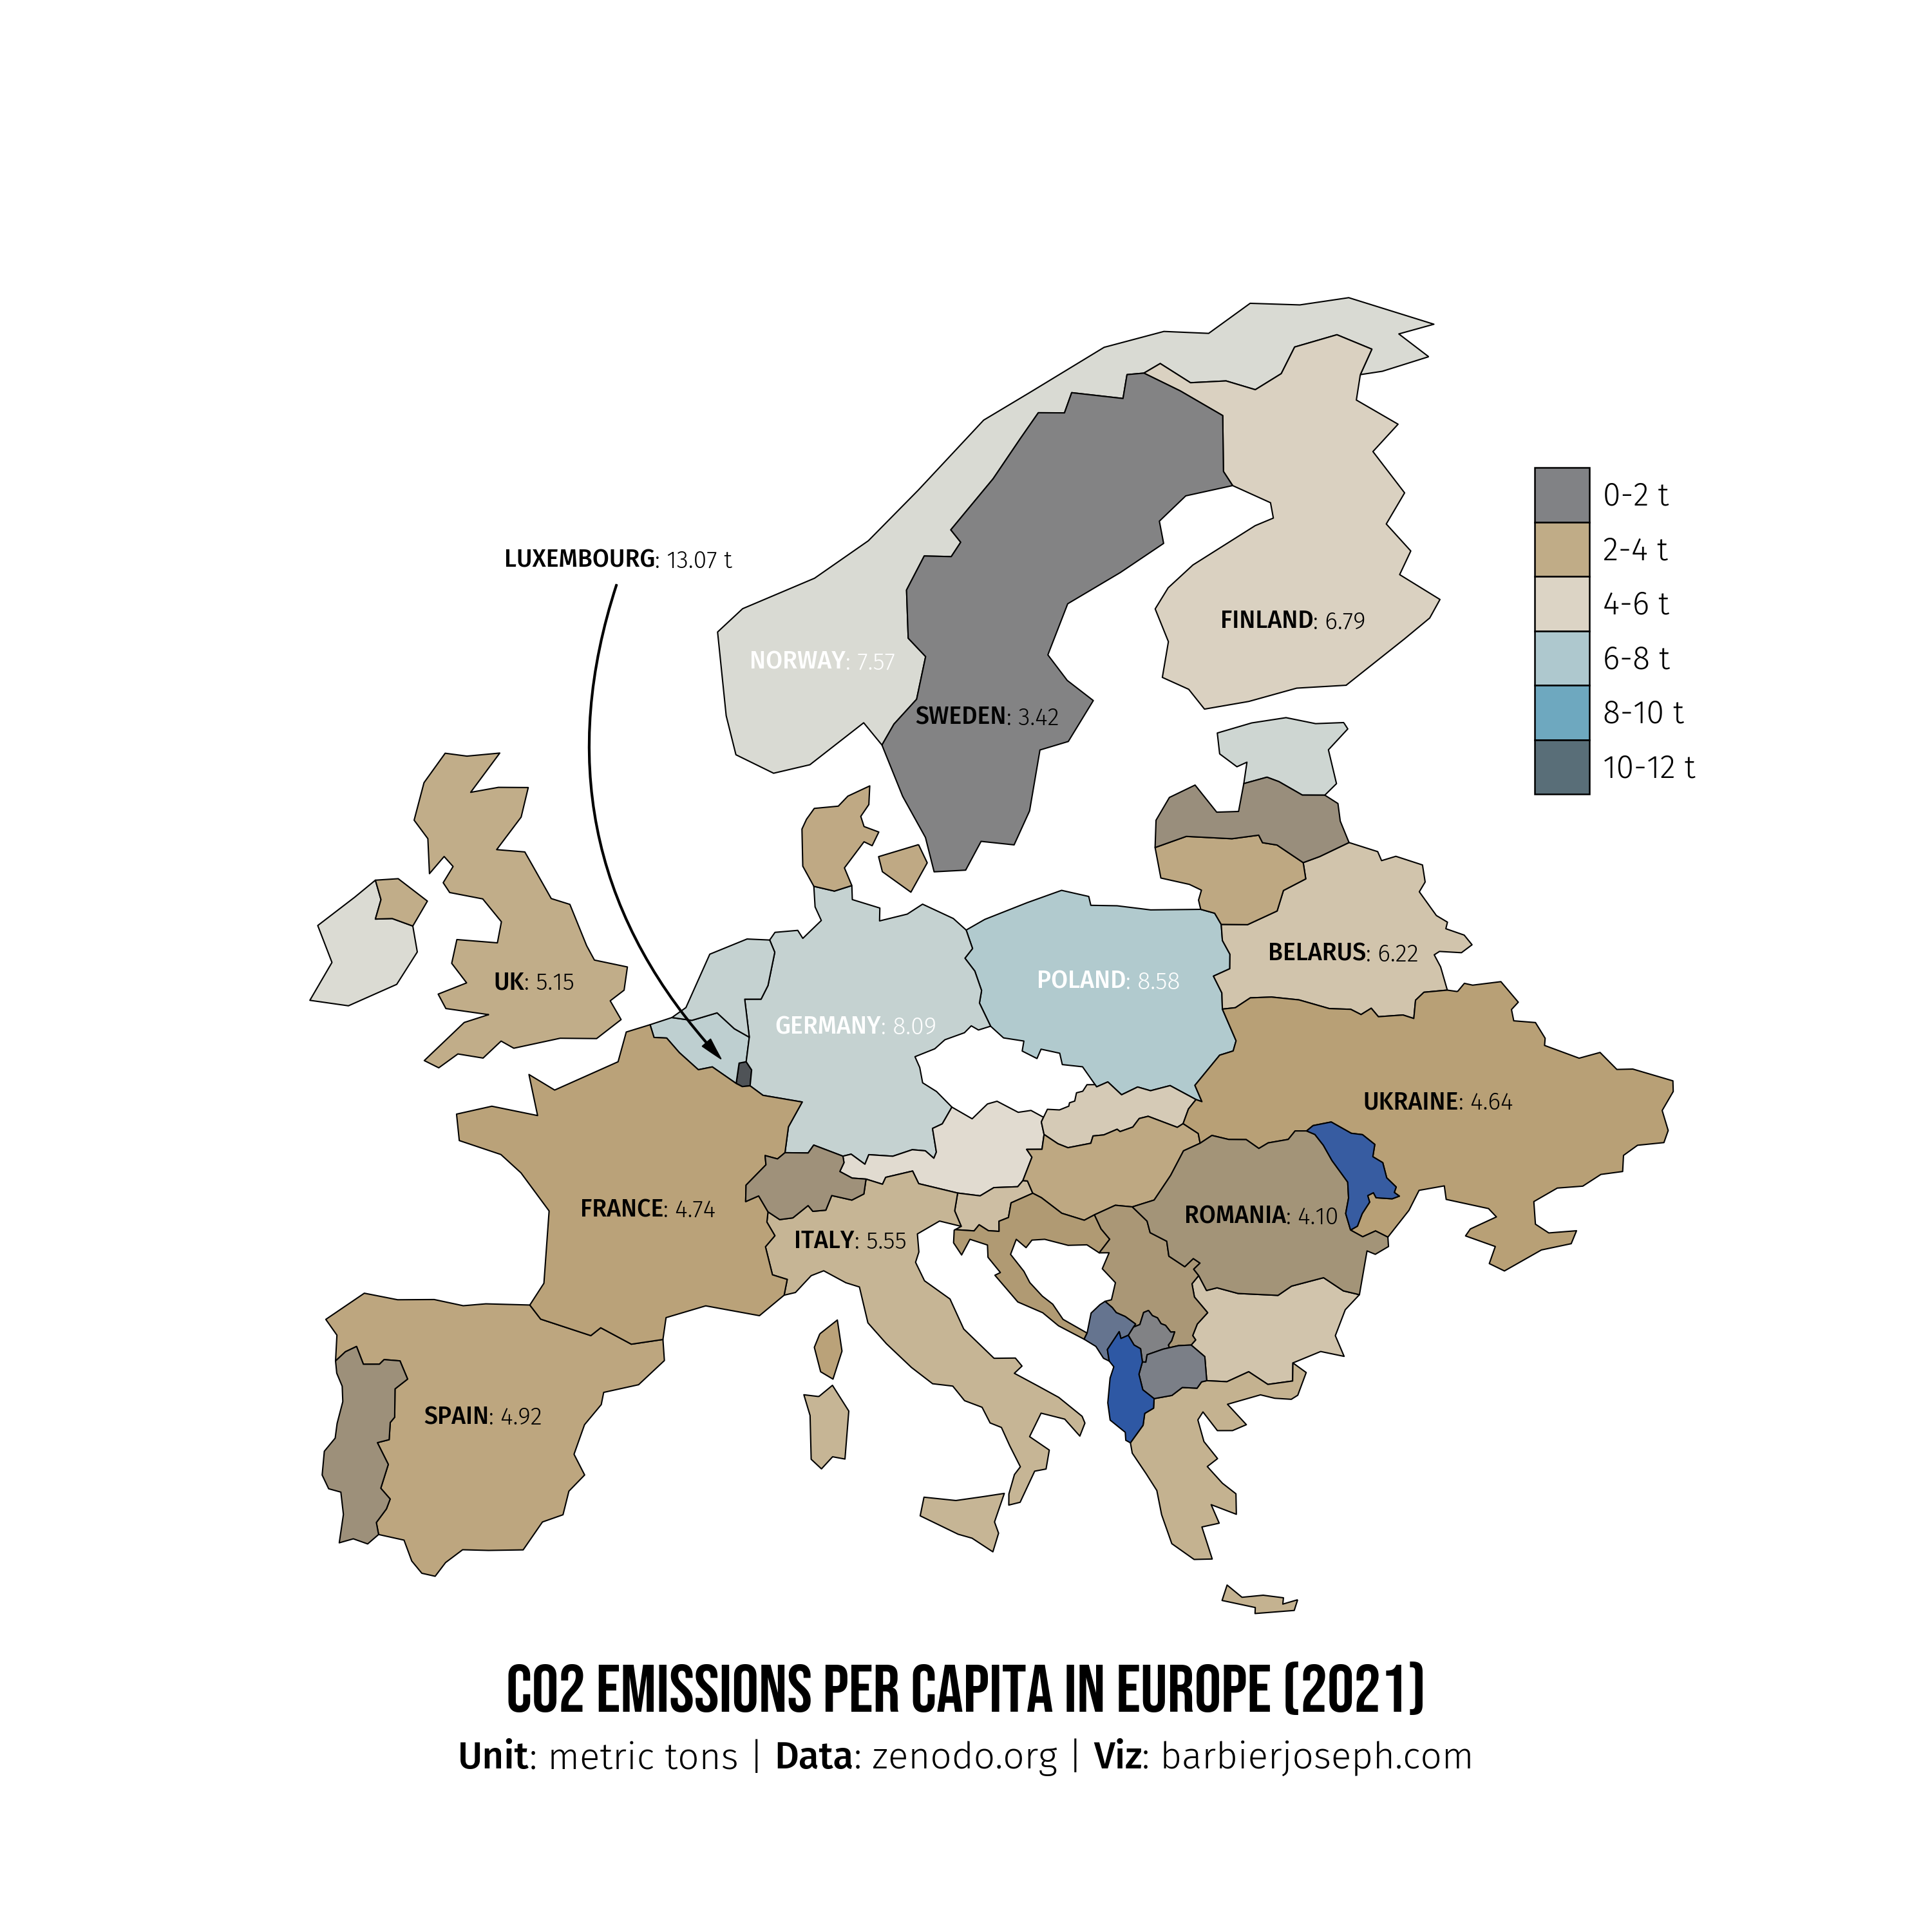 LUXEMBOURG: 13.07 t
NORWAY: 7.57
SWEDEN: 3.42
FINLAND: 6.79
0-2 t
2-4 t
4-6 t
6-8 t
8-10 t
10-12 t
UK: 5.15
GERMANY: 8.09
POLAND: 8.58
BELARUS: 6.22
UKRAINE: 4.64
FRANCE: 4.74
ITALY: 5.55
ROMANIA: 4.10
SPAIN: 4.92
CO2 EMISSIONS PER CAPITA IN EUROPE (2021)
Unit: metric tons | Data: zenodo.org | Viz: barbierjoseph.com